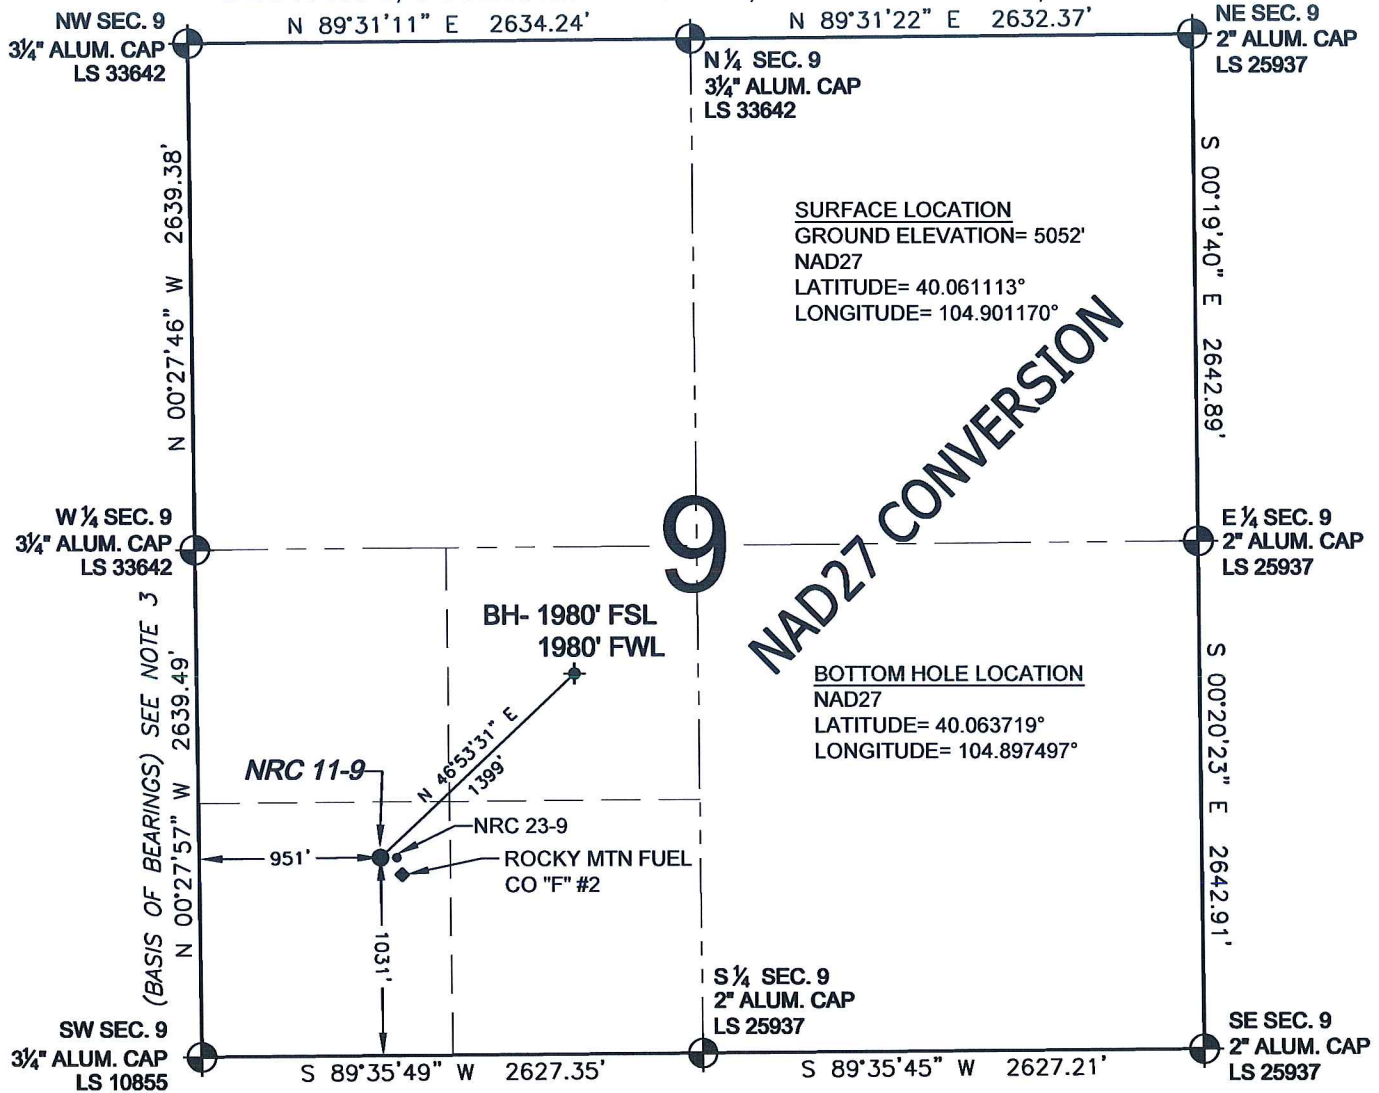 N 89°31'11" E 2634.24'
N 89°31'22" E 2632.37'
NW SEC. 9
3¼" ALUM. CAP
LS 33642
N ¼ SEC. 9
3¼" ALUM. CAP
LS 33642
NE SEC. 9
2" ALUM. CAP
LS 25937
N 00°27'46" W 2639.38'
S 00°19'40" E 2642.89'
SURFACE LOCATION
GROUND ELEVATION= 5052'
NAD27
LATITUDE= 40.061113°
LONGITUDE= 104.901170°
NAD27 CONVERSION
W ¼ SEC. 9
3¼" ALUM. CAP
LS 33642
9
E ¼ SEC. 9
2" ALUM. CAP
LS 25937
BH- 1980' FSL
1980' FWL
BOTTOM HOLE LOCATION
NAD27
LATITUDE= 40.063719°
LONGITUDE= 104.897497°
(BASIS OF BEARINGS) SEE NOTE 3
N 00°27'57" W 2639.49'
S 00°20'23" E 2642.91'
N 46°53'31" E
1399'
NRC 11-9
NRC 23-9
951'
ROCKY MTN FUEL
CO "F" #2
1031'
SW SEC. 9
3¼" ALUM. CAP
LS 10855
S ¼ SEC. 9
2" ALUM. CAP
LS 25937
SE SEC. 9
2" ALUM. CAP
LS 25937
S 89°35'49" W 2627.35'
S 89°35'45" W 2627.21'